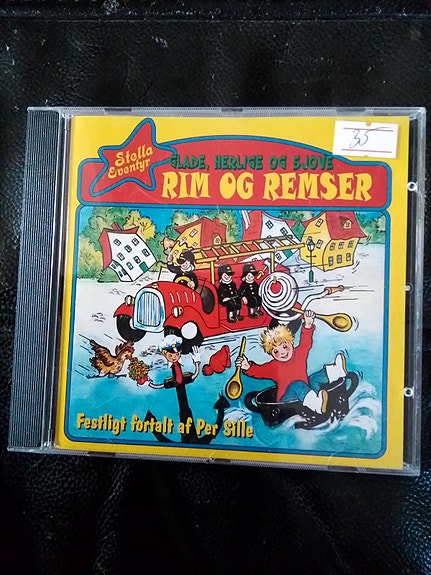 35
Stella
Eventyr
GLADE, HERLIGE OG SJOVE
RIM OG REMSER
Festligt fortalt af Per Sille